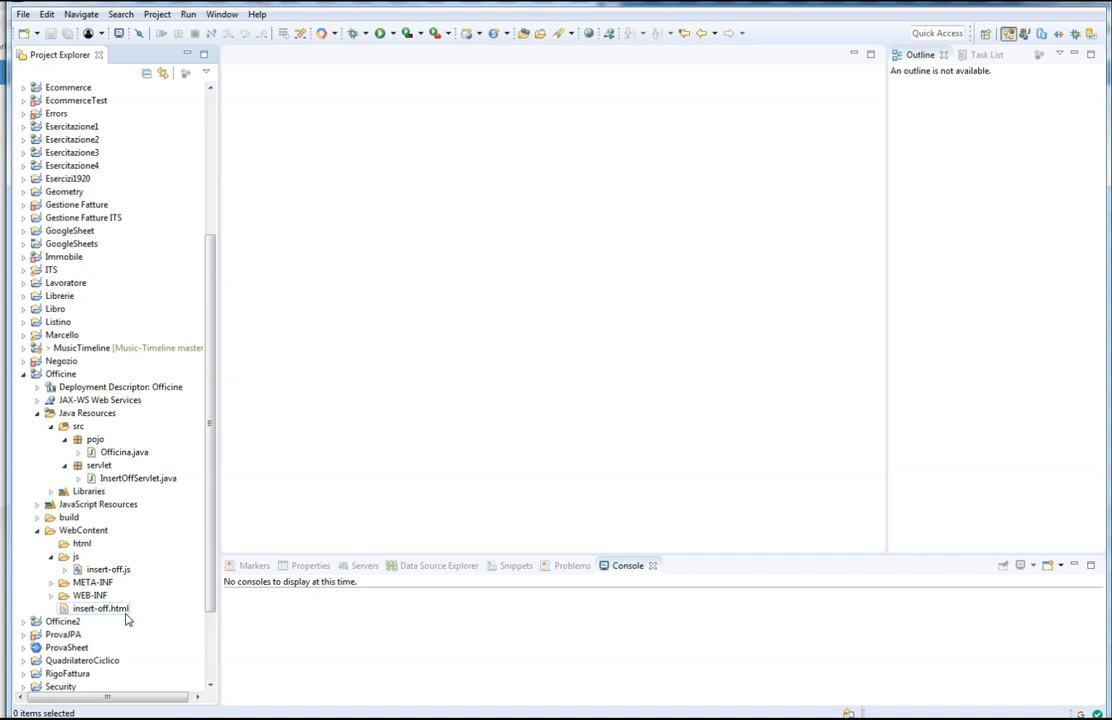 File Edit Navigate Search Project Run Window Help
Quick Access
Project Explorer
Outline Task List
An outline is not available.
Ecommerce
EcommerceTest
Errors
Esercitazione1
Esercitazione2
Esercitazione3
Esercitazione4
Esercizi1920
Geometry
Gestione Fatture
Gestione Fatture ITS
GoogleSheet
GoogleSheets
Immobile
ITS
Lavoratore
Librerie
Libro
Listino
Marcello
> MusicTimeline [Music-Timeline master
Negozio
Officine
Deployment Descriptor: Officine
JAX-WS Web Services
Java Resources
src
pojo
Officina.java
servlet
InsertOffServlet.java
Libraries
JavaScript Resources
build
WebContent
html
js
insert-off.js
META-INF
WEB-INF
insert-off.html
Officine2
ProvaJPA
ProvaSheet
QuadrilateroCiclico
RigoFattura
Security
Markers Properties Servers Data Source Explorer Snippets Problems Console
No consoles to display at this time.
0 items selected